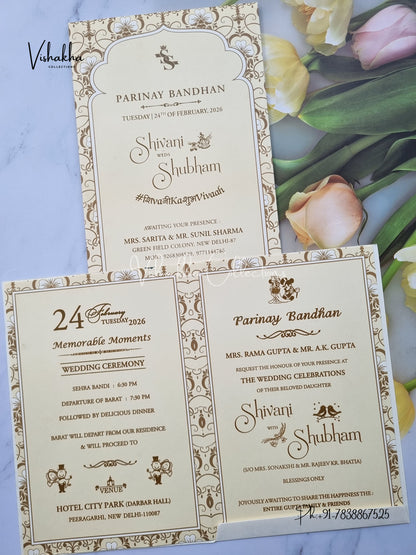 Vishakha
COLLECTIONS
S
PARINAY BANDHAN
TUESDAY | 24TH OF FEBRUARY, 2026
Shivani
WEDS
Shubham
AWAITING YOUR PRESENCE
MRS. SARITA & MR. SUNIL SHARMA
GREEN FIELD COLONY, NEW DELHI-87
24 February
TUESDAY 2026
Memorable Moments
WEDDING CEREMONY
SEHRA BANDI : 6:30 PM
DEPARTURE OF BARAT : 7:30 PM
FOLLOWED BY DELICIOUS DINNER
BARAT WILL DEPART FROM OUR RESIDENCE
& WILL PROCEED TO
VENUE
HOTEL CITY PARK (DARBAR HALL)
PEERAGARHI, NEW DELHI-110087
Parinay Bandhan
MRS. RAMA GUPTA & MR. A.K. GUPTA
REQUEST THE HONOUR OF YOUR PRESENCE AT
THE WEDDING CELEBRATIONS
OF THEIR BELOVED DAUGHTER
Shivani
WITH
Shubham
(S/O MRS. SONAKSHI & MR. RAJEEV KR. BHATIA)
BLESSINGS ONLY
JOYOUSLY AWAITING TO SHARE THE HAPPINESS THE :
ENTIRE GUPTA FAMILY & FRIENDS
Ph:+91-7838867525